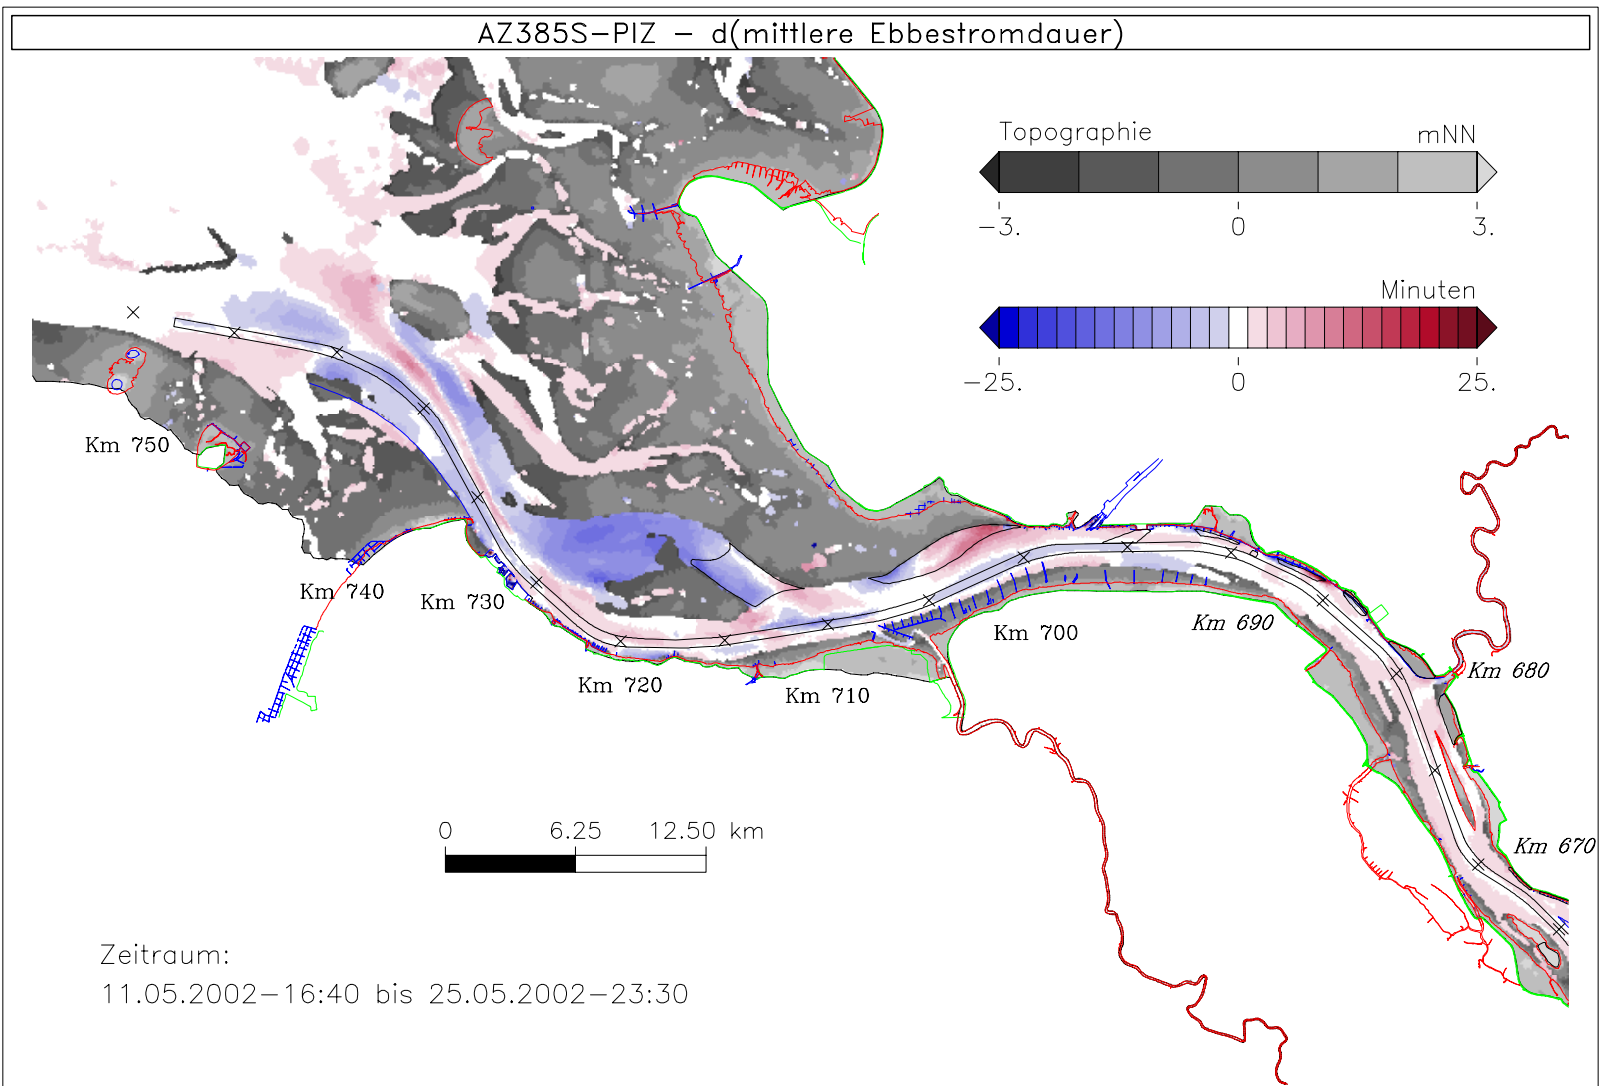 AZ385S-PIZ - d(mittlere Ebbestromdauer)
Topographie mNN
-3. 0 3.
Minuten
-25. 0 25.
Km 750
Km 740
Km 730
Km 720
Km 710
Km 700
Km 690
Km 680
Km 670
0 6.25 12.50 km
Zeitraum:
11.05.2002-16:40 bis 25.05.2002-23:30